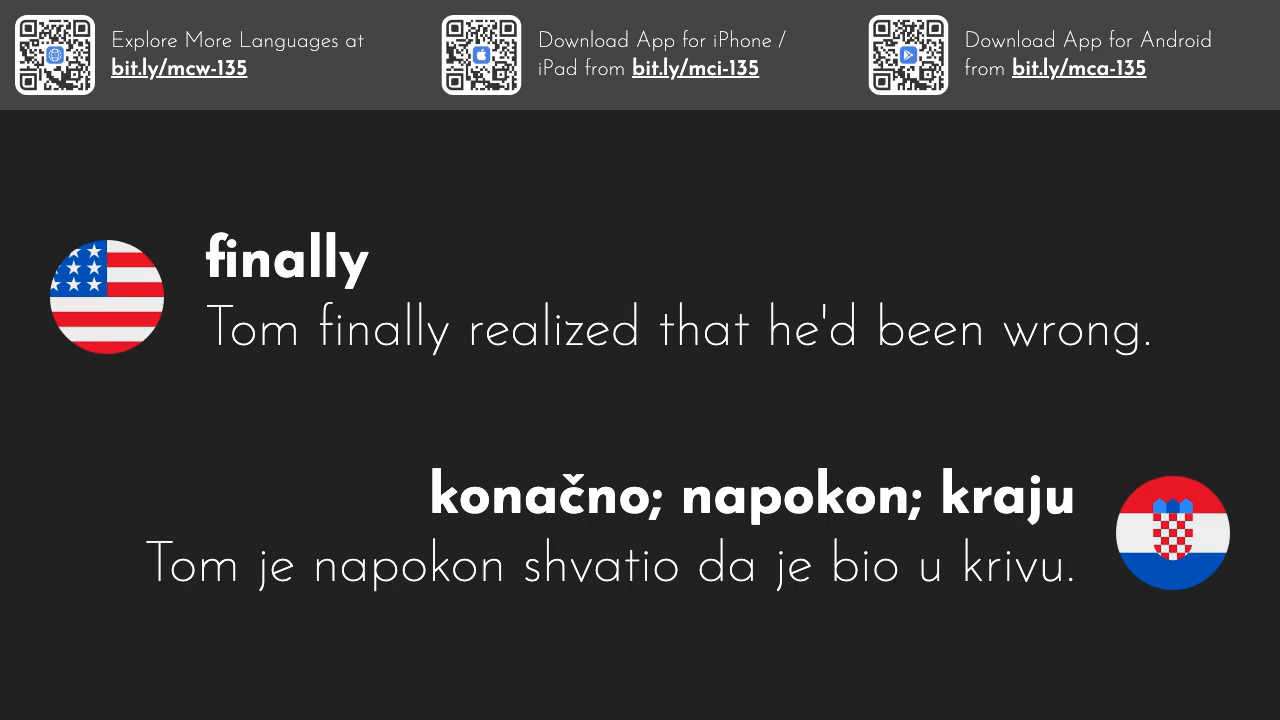 Explore More Languages at
bit.ly/mcw-135
Download App for iPhone /
iPad from bit.ly/mci-135
Download App for Android
from bit.ly/mca-135
finally
Tom finally realized that he'd been wrong.
konačno; napokon; kraju
Tom je napokon shvatio da je bio u krivu.